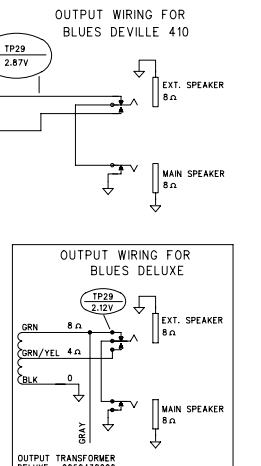 OUTPUT WIRING FOR
BLUES DEVILLE 410
TP29
2.87V
EXT. SPEAKER
8Ω
MAIN SPEAKER
8Ω
OUTPUT WIRING FOR
BLUES DELUXE
TP29
2.12V
GRN 8Ω
EXT. SPEAKER
8Ω
GRN/YEL 4Ω
BLK 0
GRAY
MAIN SPEAKER
8Ω
OUTPUT TRANSFORMER